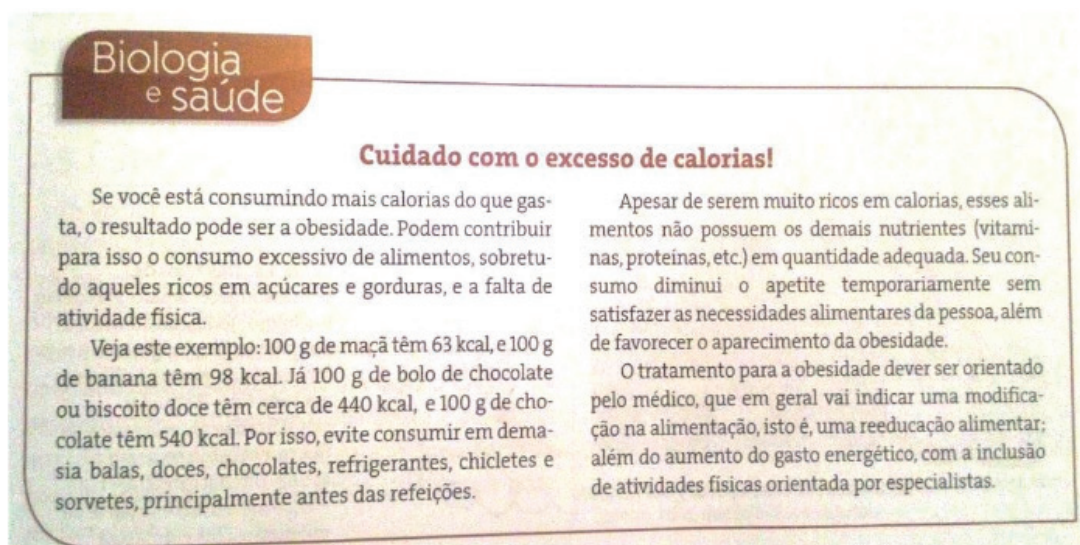 Biologia
e saúde
Cuidado com o excesso de calorias!
Se você está consumindo mais calorias do que gas-
ta, o resultado pode ser a obesidade. Podem contribuir
para isso o consumo excessivo de alimentos, sobretu-
do aqueles ricos em açúcares e gorduras, e a falta de
atividade física.
Veja este exemplo: 100 g de maçã têm 63 kcal, e 100 g
de banana têm 98 kcal. Já 100 g de bolo de chocolate
ou biscoito doce têm cerca de 440 kcal, e 100 g de cho-
colate têm 540 kcal. Por isso, evite consumir em dema-
sia balas, doces, chocolates, refrigerantes, chicletes e
sorvetes, principalmente antes das refeições.
Apesar de serem muito ricos em calorias, esses ali-
mentos não possuem os demais nutrientes (vitami-
nas, proteínas, etc.) em quantidade adequada. Seu con-
sumo diminui o apetite temporariamente sem
satisfazer as necessidades alimentares da pessoa, além
de favorecer o aparecimento da obesidade.
O tratamento para a obesidade dever ser orientado
pelo médico, que em geral vai indicar uma modifica-
ção na alimentação, isto é, uma reeducação alimentar;
além do aumento do gasto energético, com a inclusão
de atividades físicas orientada por especialistas.